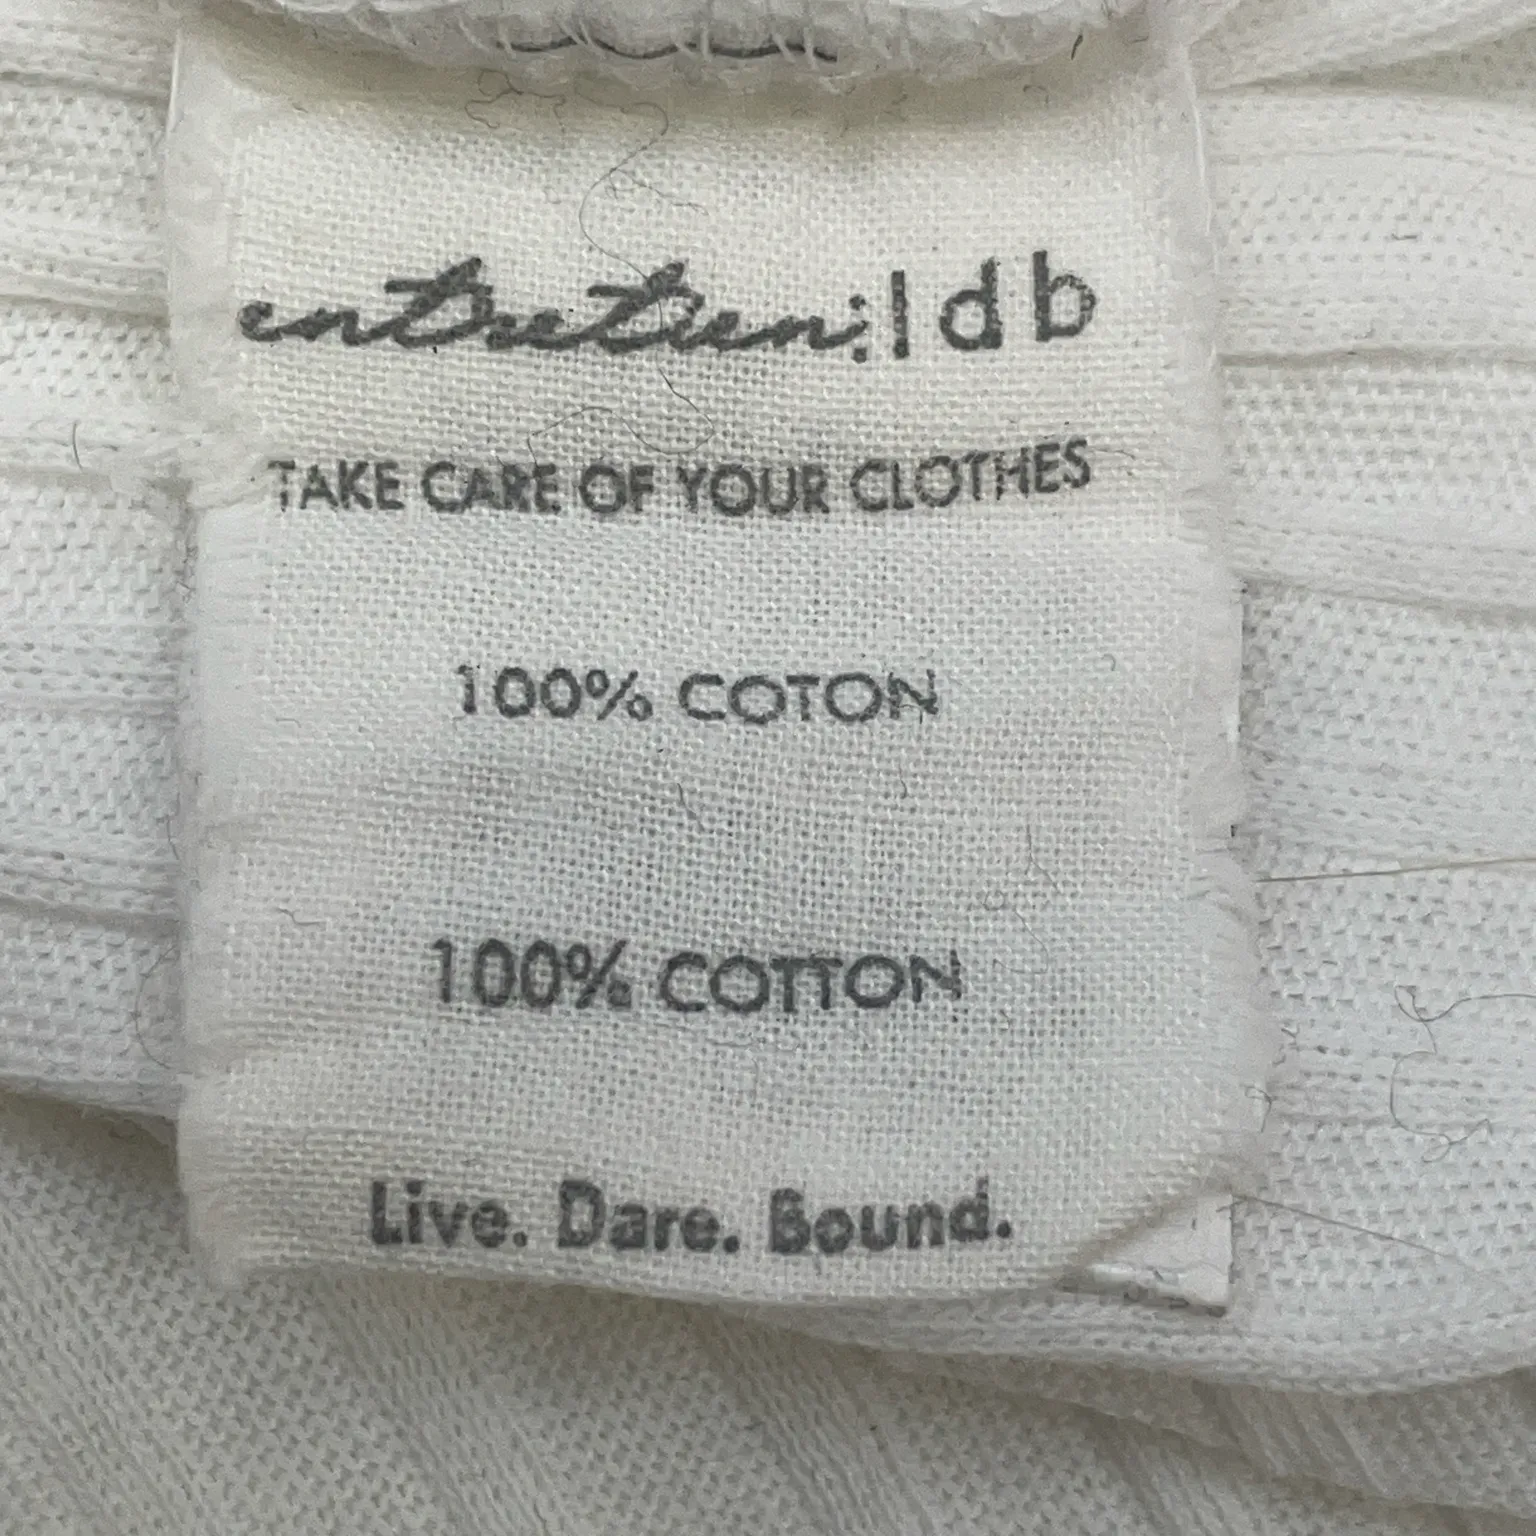 entretien:ldb
TAKE CARE OF YOUR CLOTHES
100% COTON
100% COTTON
Live. Dare. Bound.